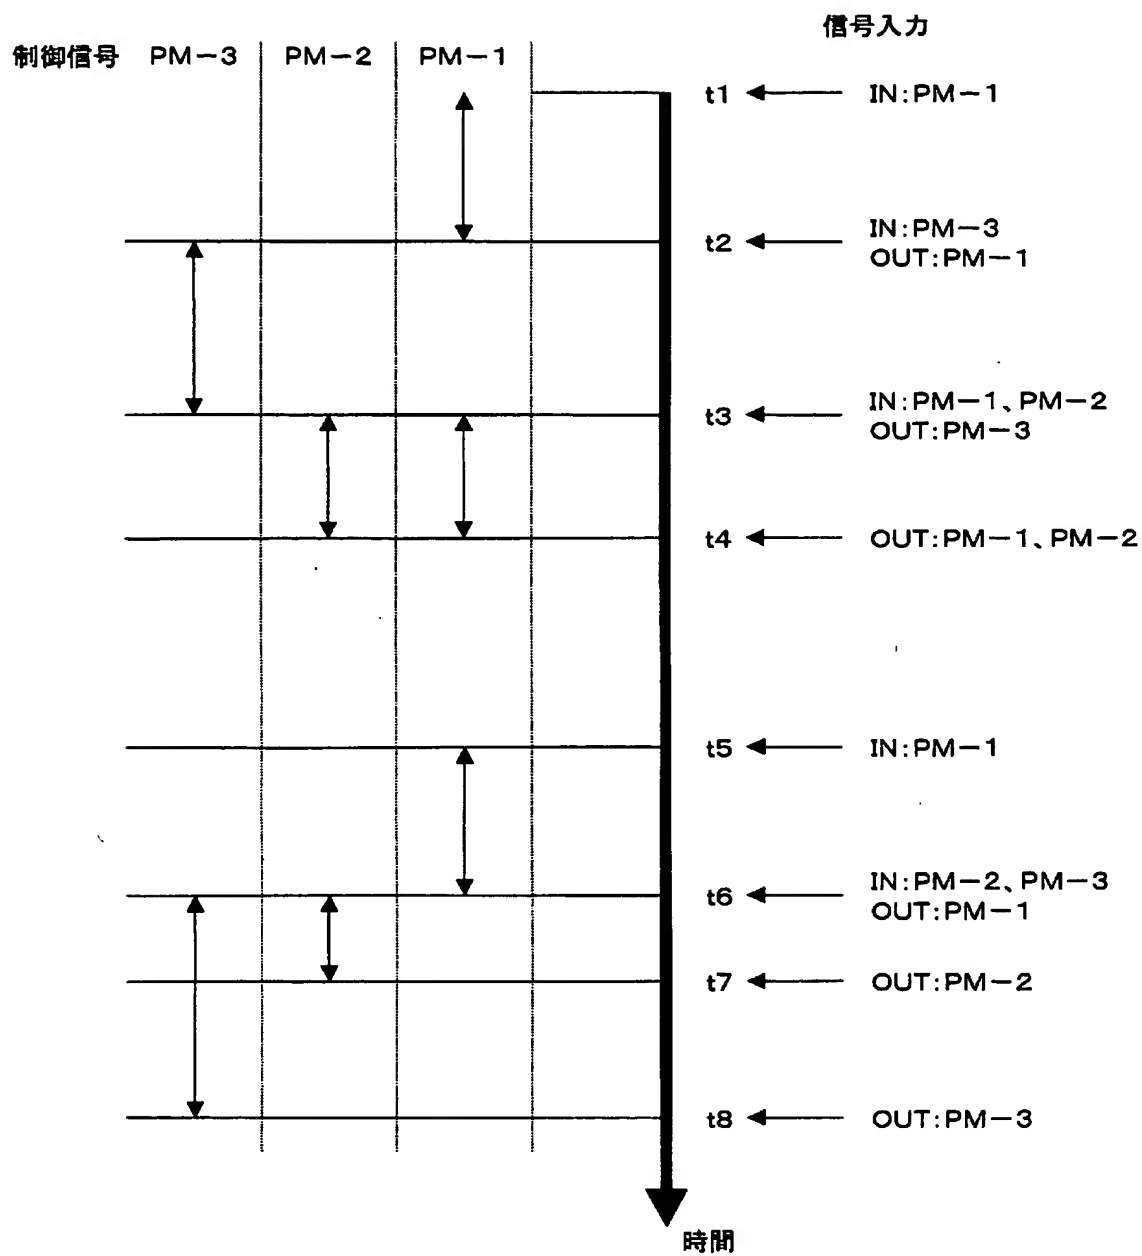 信号入力
制御信号 PM-3 PM-2 PM-1
t1 IN:PM-1
t2 IN:PM-3
OUT:PM-1
t3 IN:PM-1、PM-2
OUT:PM-3
t4 OUT:PM-1、PM-2
t5 IN:PM-1
t6 IN:PM-2、PM-3
OUT:PM-1
t7 OUT:PM-2
t8 OUT:PM-3
時間